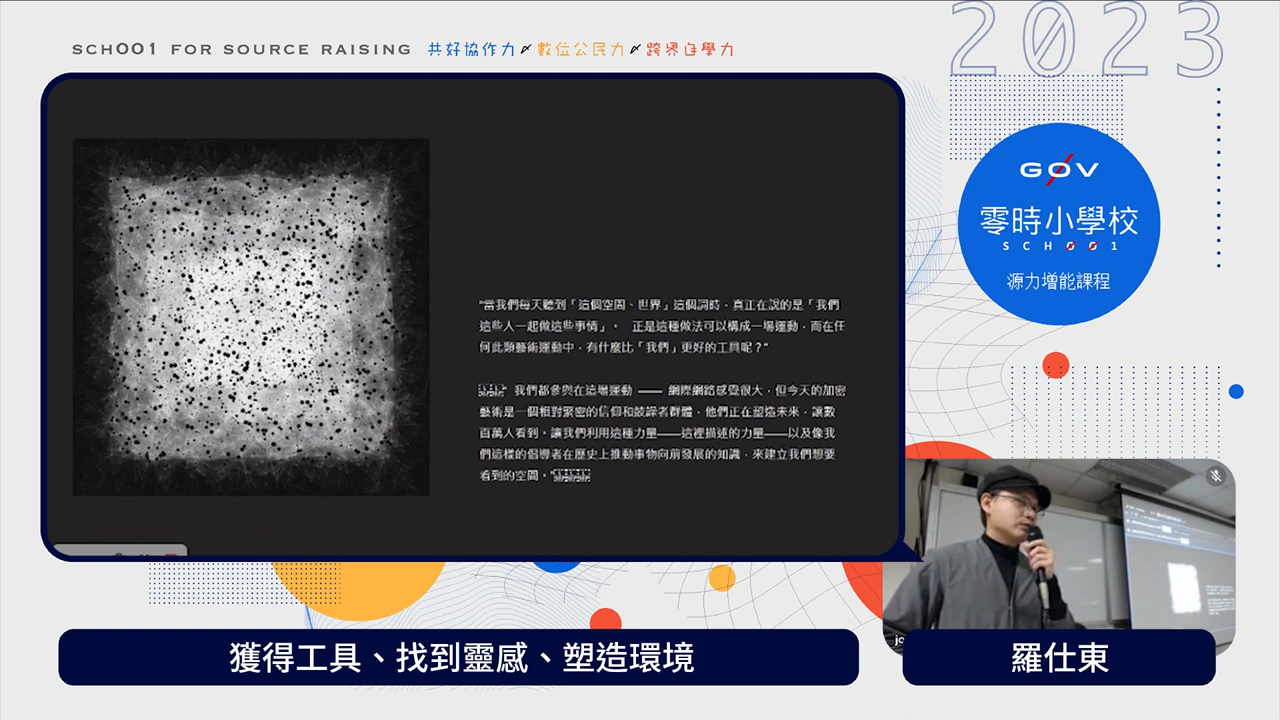 SCHOO1 FOR SOURCE RAISING 共好協作力 數位公民力 跨界自學力
2023
GØV
零時小學校
SCHØØ1
源力增能課程
"當我們每天聽到「這個空間、世界」這個詞時,真正在說的是「我們
這些人一起做這些事情」。 正是這種做法可以構成一場運動,而在任
何此類藝術運動中,有什麼比「我們」更好的工具呢?"
我們都參與在這場運動 —— 網際網路感覺很大,但今天的加密
藝術是一個相對緊密的信仰和鼓譟者群體,他們正在塑造未來,讓數
百萬人看到。讓我們利用這種力量——這裡描述的力量——以及像我
們這樣的倡導者在歷史上推動事物向前發展的知識,來建立我們想要
看到的空間。"
獲得工具、找到靈感、塑造環境
羅仕東